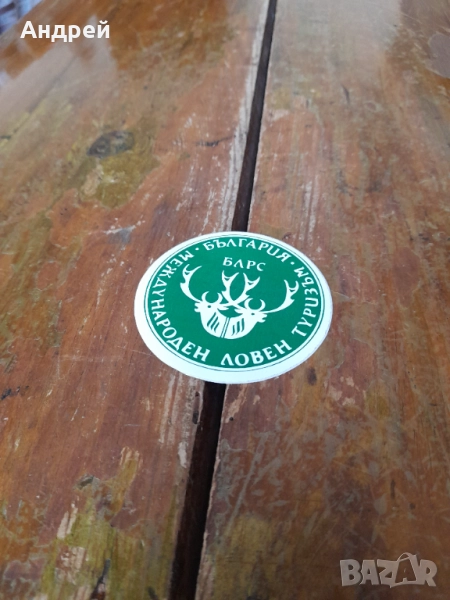 Андрей
• БЪЛГАРИЯ •
БЛРС
МЕЖДУНАРОДЕН ЛОВЕН ТУРИЗЪМ
BAZAR